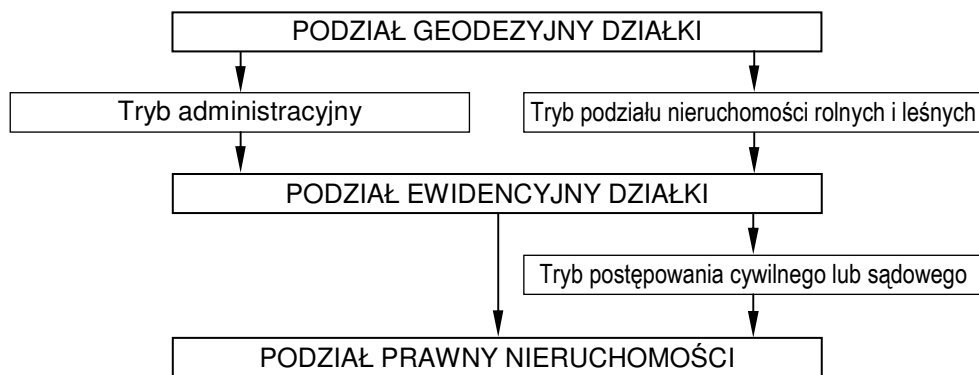 PODZIAŁ GEODEZYJNY DZIAŁKI
Tryb administracyjny
Tryb podziału nieruchomości rolnych i leśnych
PODZIAŁ EWIDENCYJNY DZIAŁKI
Tryb postępowania cywilnego lub sądowego
PODZIAŁ PRAWNY NIERUCHOMOŚCI